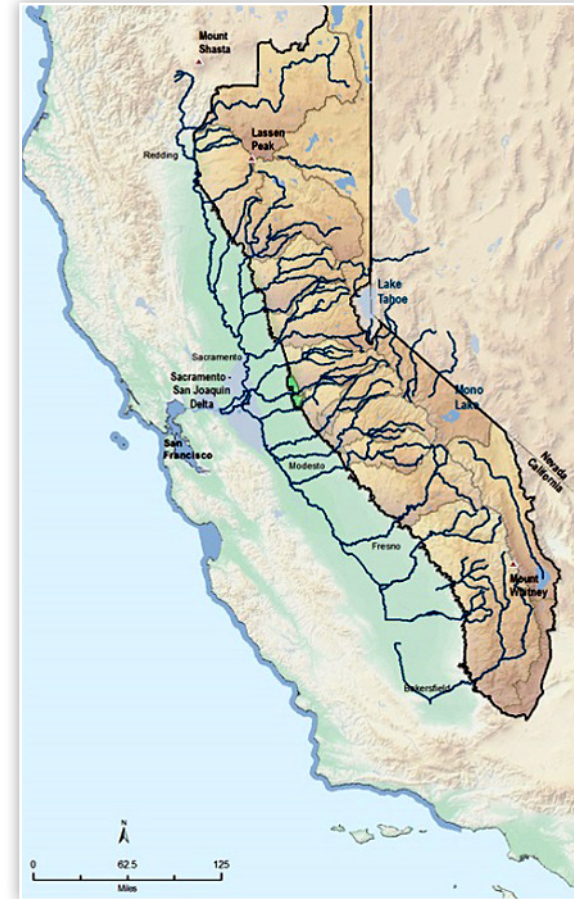 Mount
Shasta
Lassen
Peak
Redding
Lake
Tahoe
Sacramento
Sacramento-
San Joaquin
Delta
Mono
Lake
San
Francisco
Modesto
Nevada
California
Fresno
Mount
Whitney
Bakersfield
N
0 62.5 125
Miles